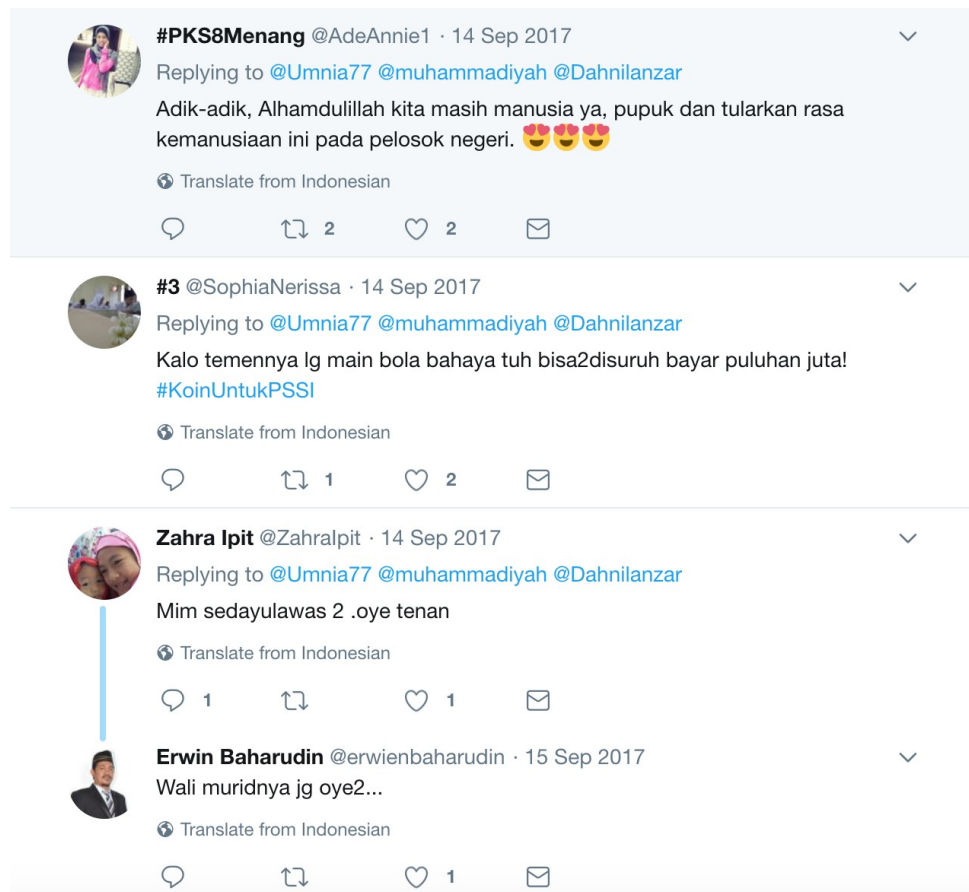 #PKS8Menang @AdeAnnie1 · 14 Sep 2017
Replying to @Umnia77 @muhammadiyah @Dahnilanzar
Adik-adik, Alhamdulillah kita masih manusia ya, pupuk dan tularkan rasa
kemanusiaan ini pada pelosok negeri. 😍😍😍
Translate from Indonesian
2 2
#3 @SophiaNerissa · 14 Sep 2017
Replying to @Umnia77 @muhammadiyah @Dahnilanzar
Kalo temennya lg main bola bahaya tuh bisa2disuruh bayar puluhan juta!
#KoinUntukPSSI
Translate from Indonesian
1 2
Zahra Ipit @ZahraIpit · 14 Sep 2017
Replying to @Umnia77 @muhammadiyah @Dahnilanzar
Mim sedayulawas 2 .oye tenan
Translate from Indonesian
1 1
Erwin Baharudin @erwienbaharudin · 15 Sep 2017
Wali muridnya jg oye2...
Translate from Indonesian
1